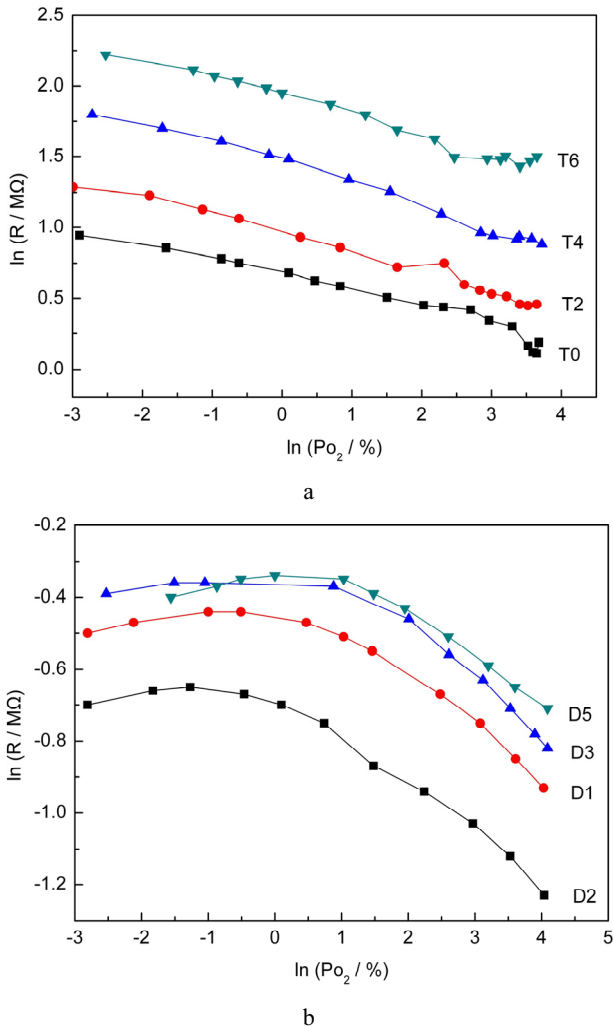 2.5
2.0
1.5
1.0
0.5
0.0
ln (R / MΩ)
T6
T4
T2
T0
-3 -2 -1 0 1 2 3 4
ln (Po2 / %)
a
-0.2
-0.4
-0.6
-0.8
-1.0
-1.2
ln (R / MΩ)
D5
D3
D1
D2
-3 -2 -1 0 1 2 3 4 5
ln (Po2 / %)
b